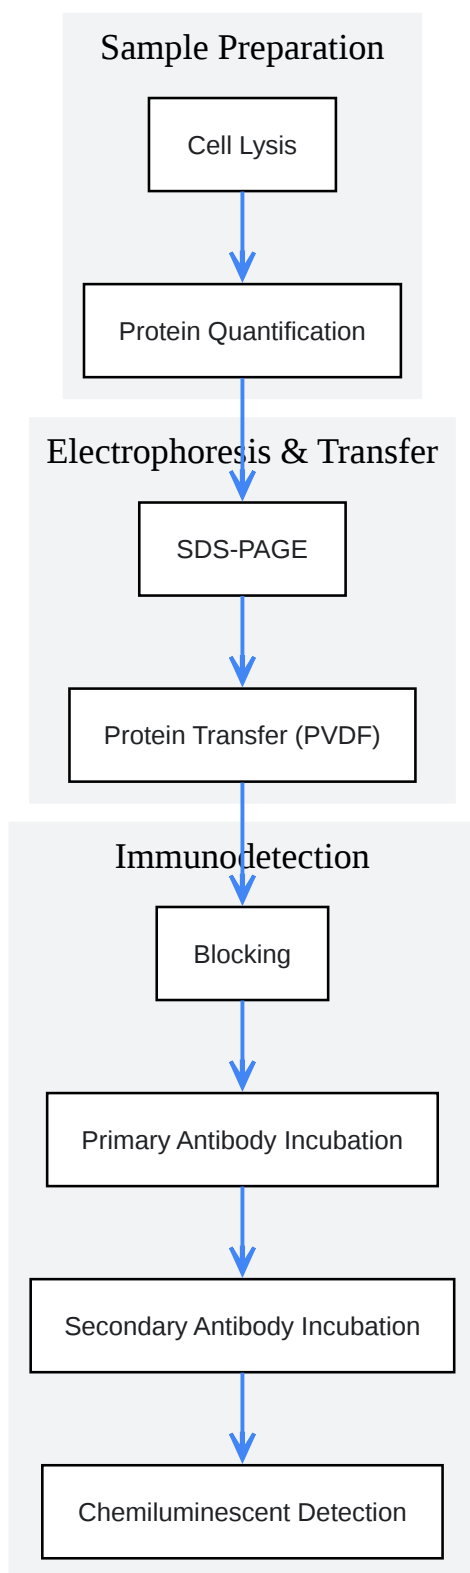 Sample Preparation
Cell Lysis
Protein Quantification
Electrophoresis & Transfer
SDS-PAGE
Protein Transfer (PVDF)
Immunodetection
Blocking
Primary Antibody Incubation
Secondary Antibody Incubation
Chemiluminescent Detection